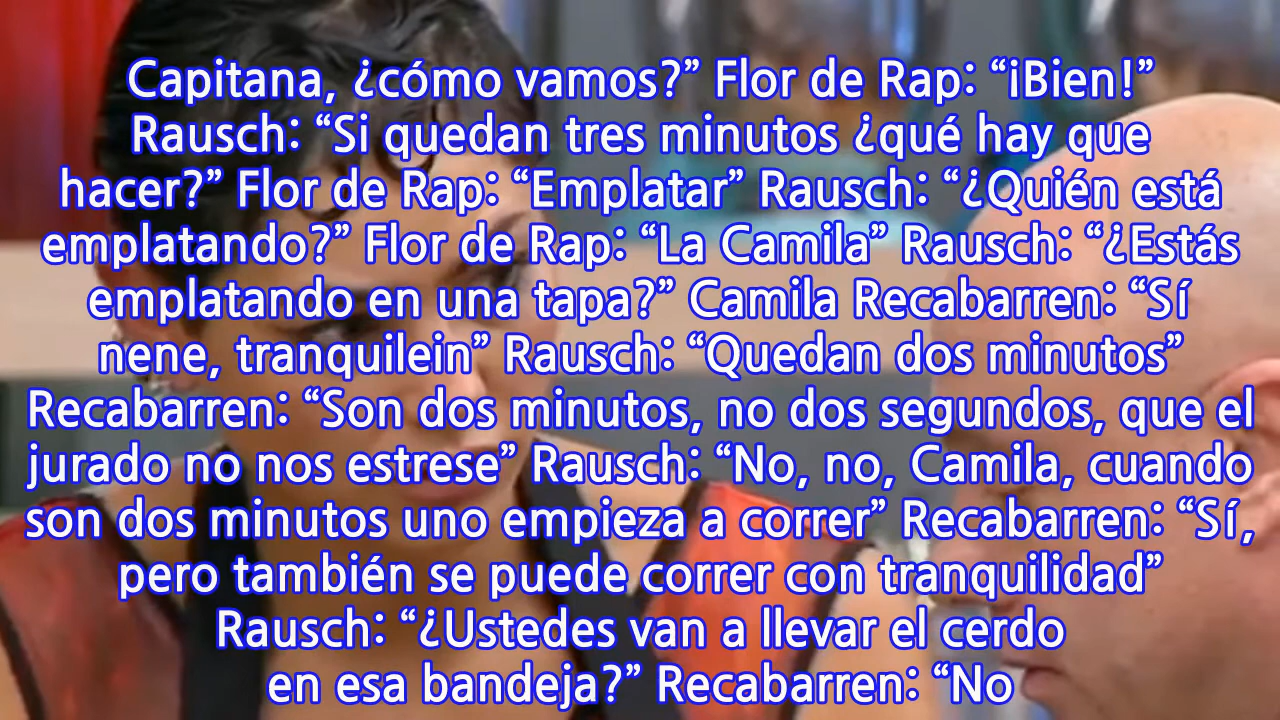 Capitana, ¿cómo vamos?” Flor de Rap: “¡Bien!”
Rausch: “Si quedan tres minutos ¿qué hay que
hacer?” Flor de Rap: “Emplatar” Rausch: “¿Quién está
emplatando?” Flor de Rap: “La Camila” Rausch: “¿Estás
emplatando en una tapa?” Camila Recabarren: “Sí
nene, tranquilein” Rausch: “Quedan dos minutos”
Recabarren: “Son dos minutos, no dos segundos, que el
jurado no nos estrese” Rausch: “No, no, Camila, cuando
son dos minutos uno empieza a correr” Recabarren: “Sí,
pero también se puede correr con tranquilidad”
Rausch: “¿Ustedes van a llevar el cerdo
en esa bandeja?” Recabarren: “No